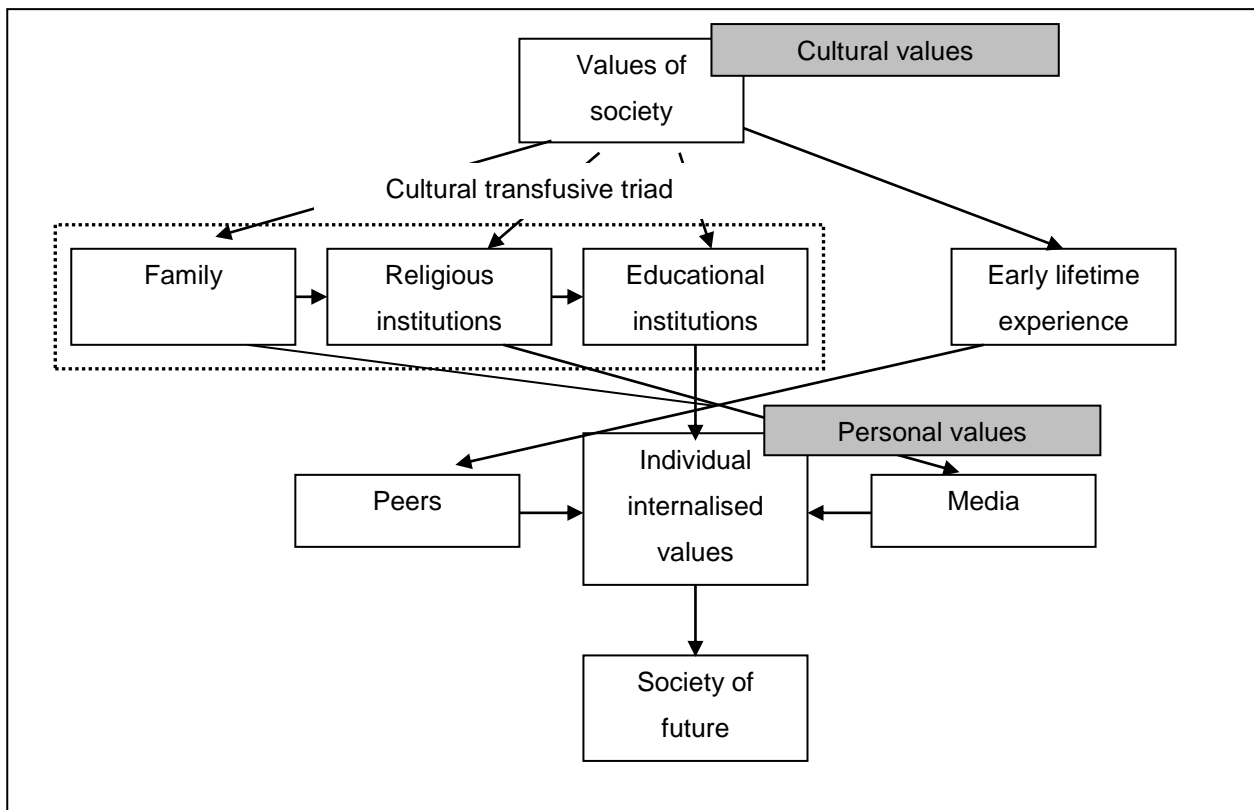 Cultural values
Values of
society
Cultural transfusive triad
Family
Religious
institutions
Educational
institutions
Early lifetime
experience
Personal values
Peers
Individual
internalised
values
Media
Society of
future